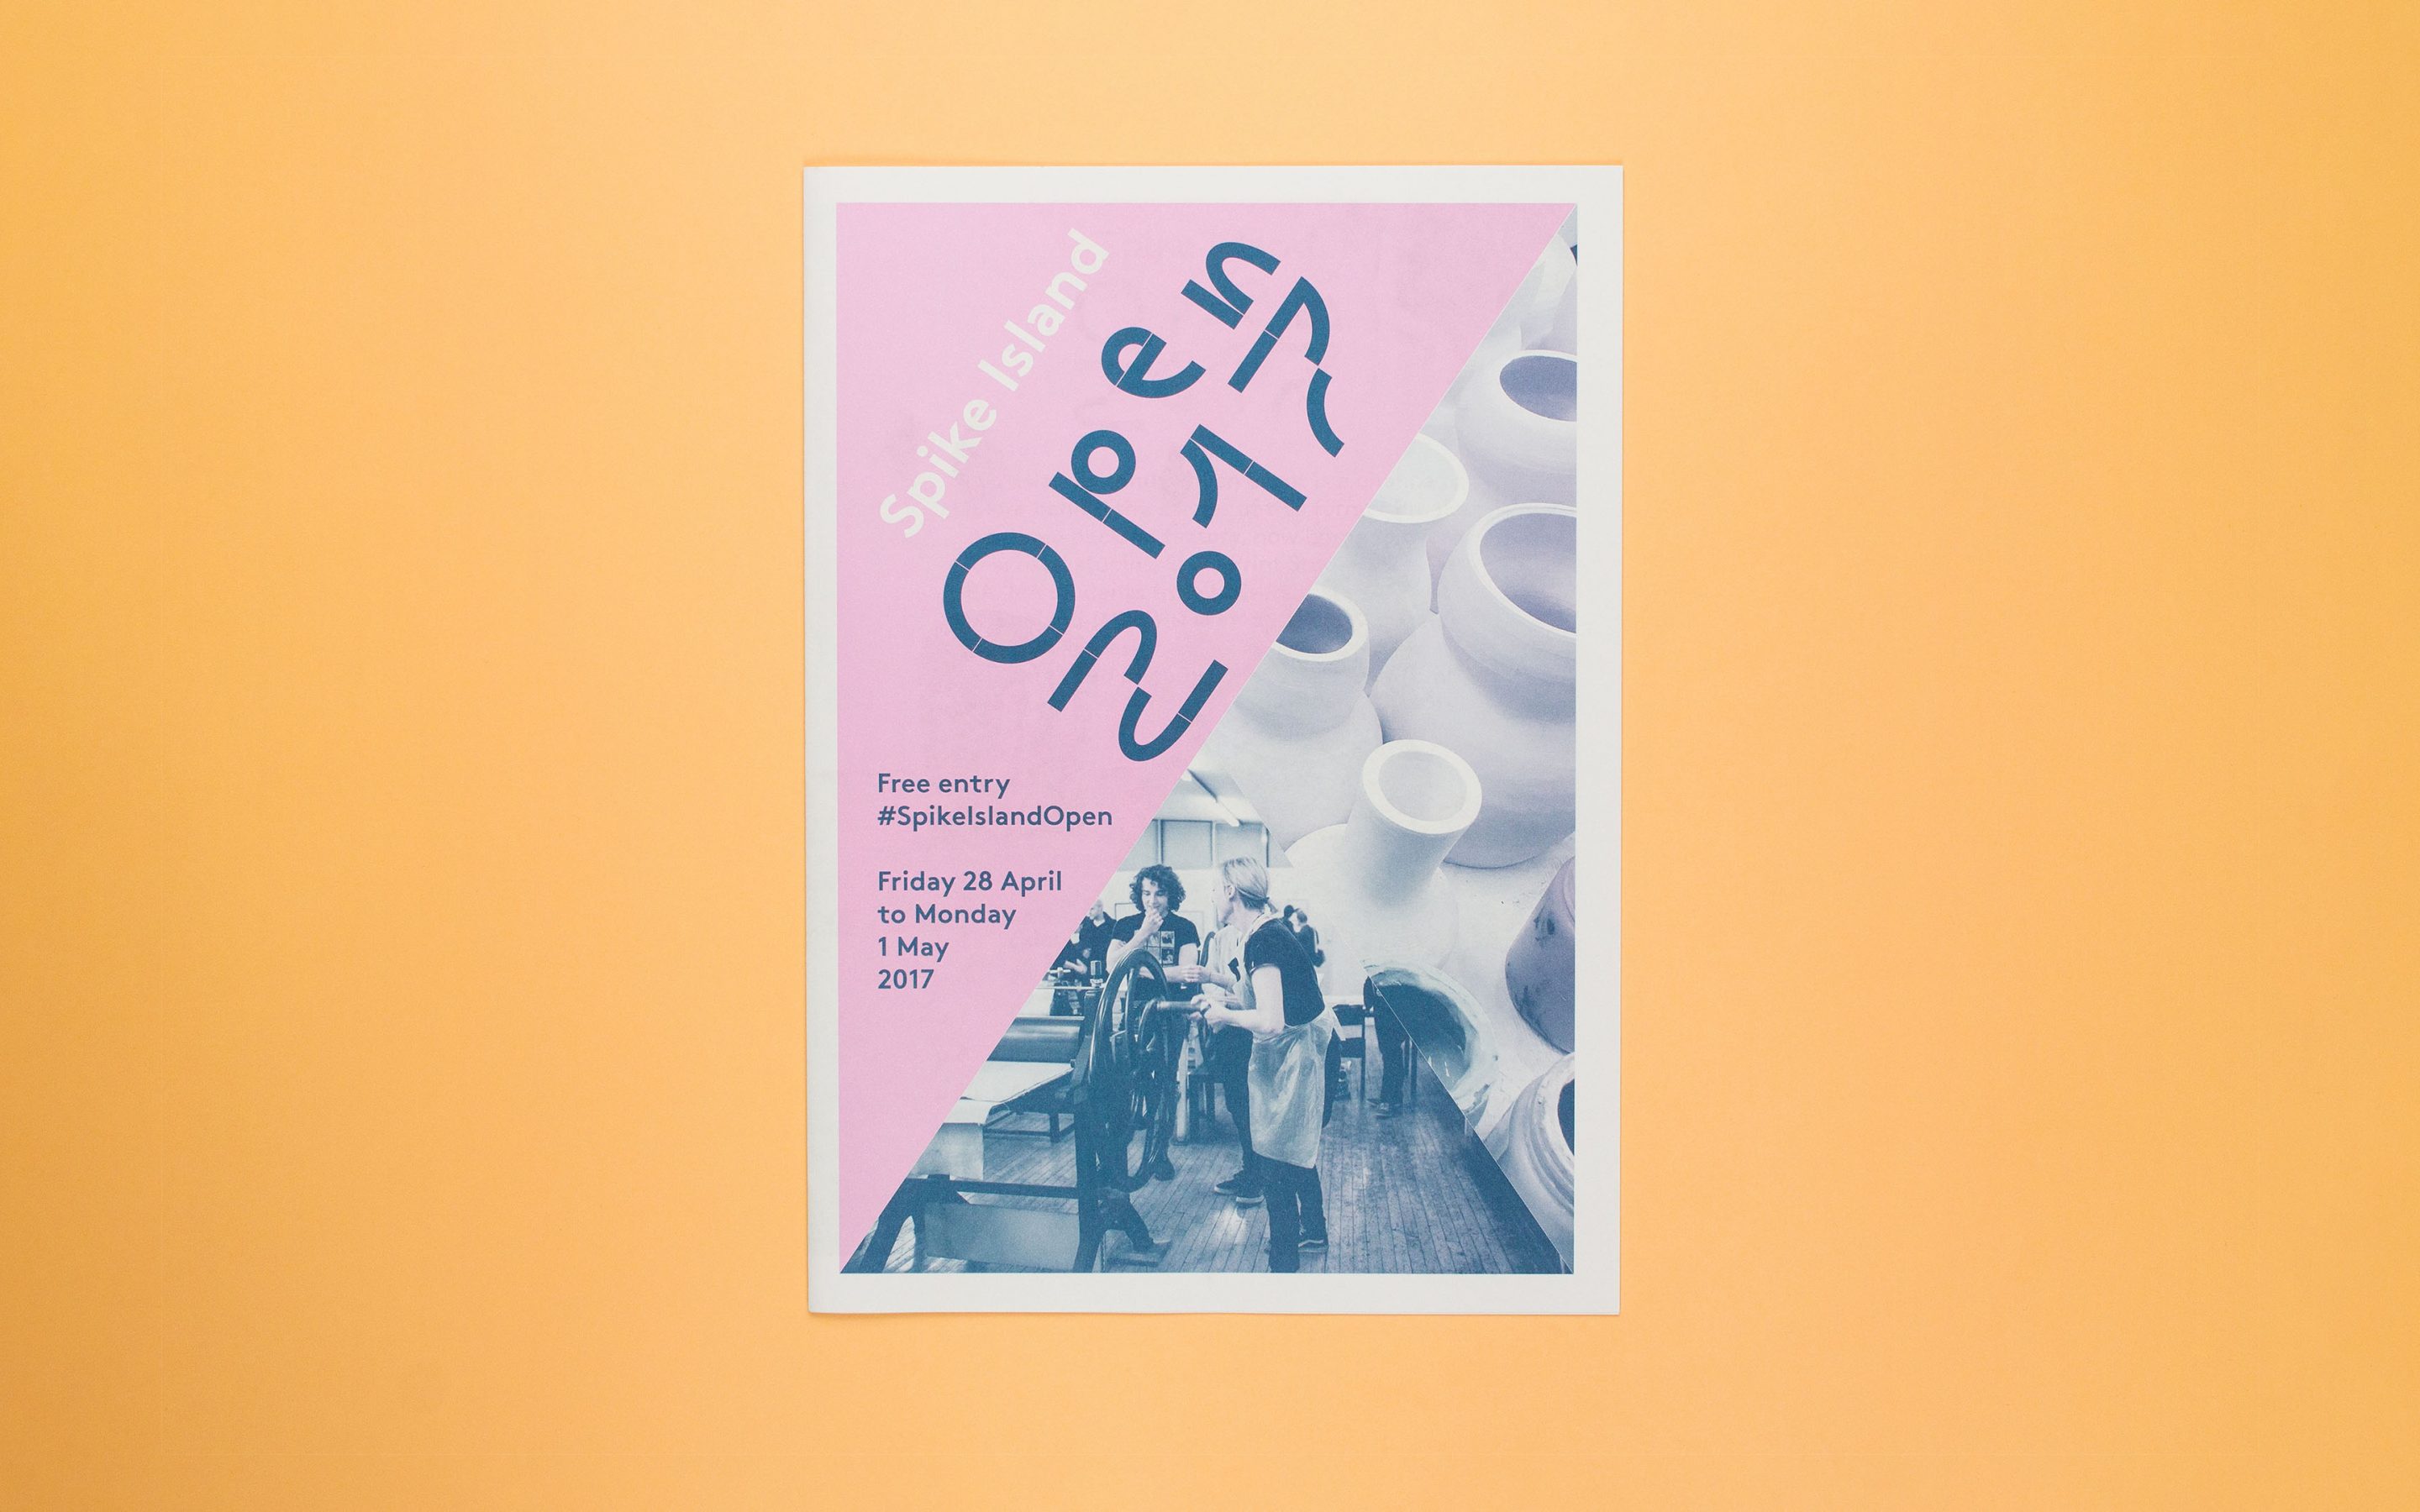 Spike Island
Open
2017
Free entry
#SpikeIslandOpen
Friday 28 April
to Monday
1 May
2017